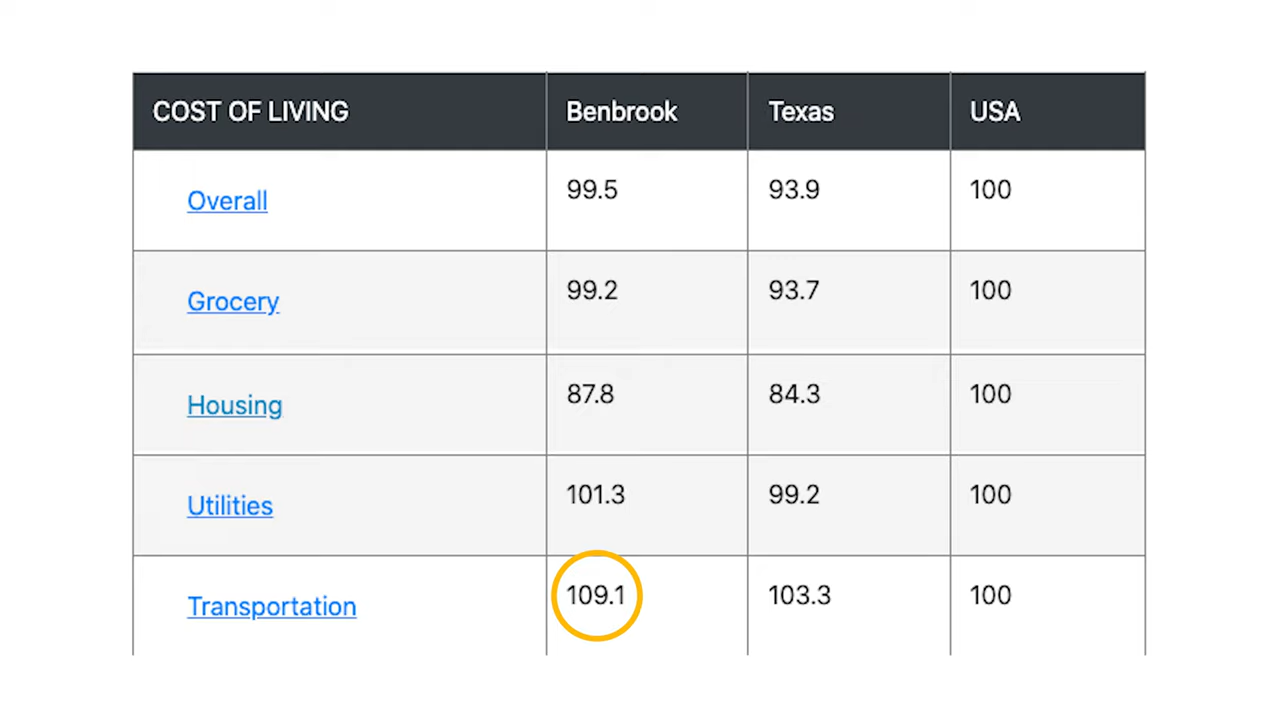 COST OF LIVING Benbrook Texas USA
Overall 99.5 93.9 100
Grocery 99.2 93.7 100
Housing 87.8 84.3 100
Utilities 101.3 99.2 100
Transportation 109.1 103.3 100